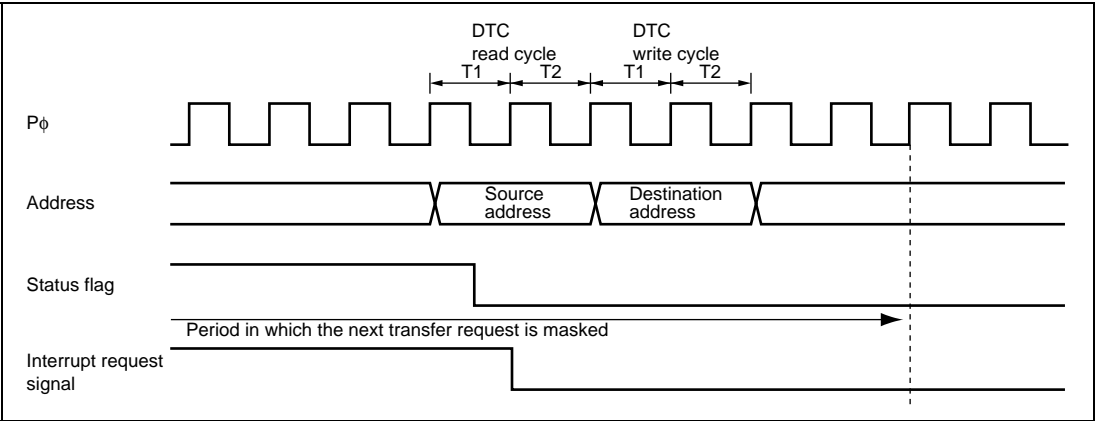 DTC
read cycle
DTC
write cycle
T1
T2
T1
T2
Pϕ
Address
Source
address
Destination
address
Status flag
Period in which the next transfer request is masked
Interrupt request
signal